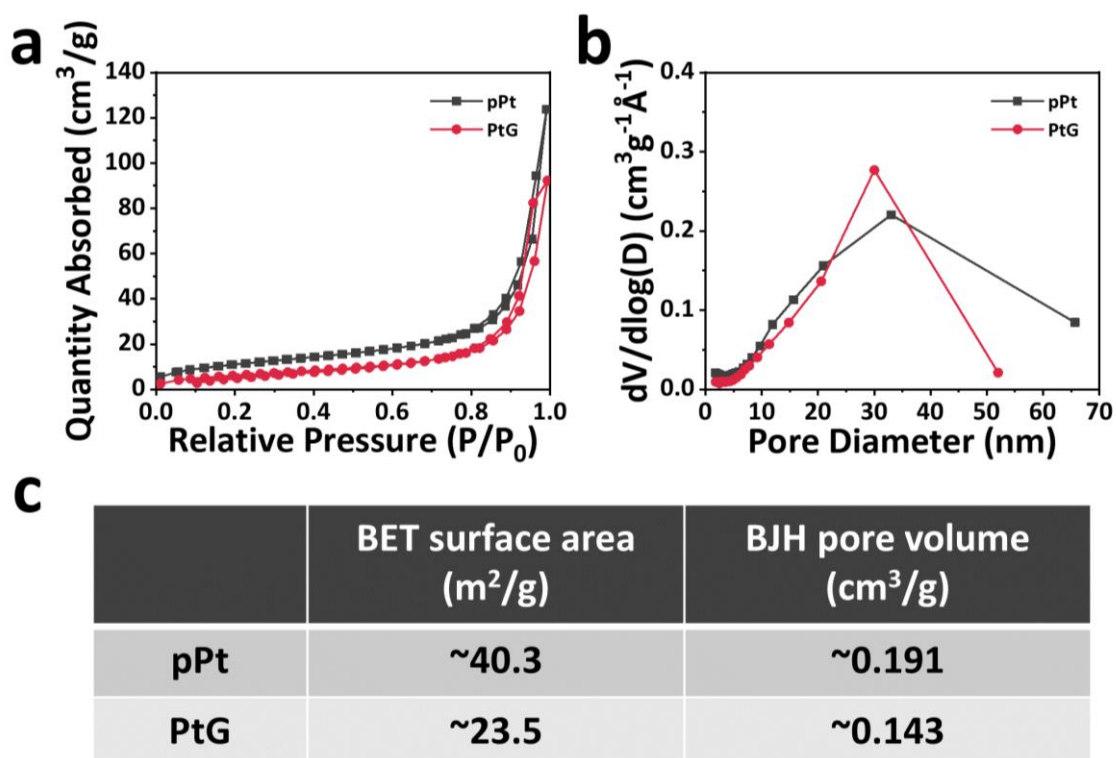 a
Quantity Absorbed (cm³/g)
140
120
100
80
60
40
20
0
0.0 0.2 0.4 0.6 0.8 1.0
Relative Pressure (P/P₀)
pPt
PtG
b
dV/dlog(D) (cm³g⁻¹Å⁻¹)
0.4
0.3
0.2
0.1
0.0
0 10 20 30 40 50 60 70
Pore Diameter (nm)
pPt
PtG
c
BET surface area (m²/g)
BJH pore volume (cm³/g)
pPt ~40.3 ~0.191
PtG ~23.5 ~0.143